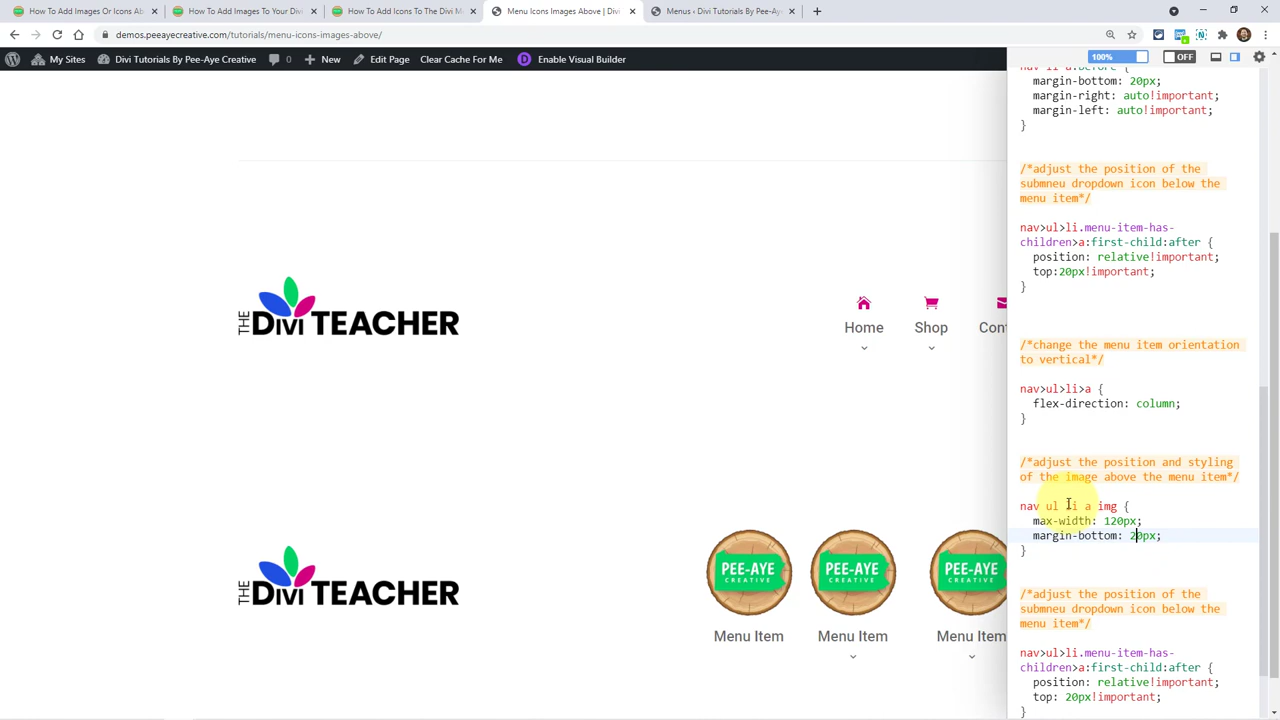 How To Add Images Or Icons Ab
How To Add Images To Your Divi
How To Add Icons To The Divi M
Menu Icons Images Above | Divi
Menus ‹ Divi Tutorials By Pee-Aye
demos.peeayecreative.com/tutorials/menu-icons-images-above/
My Sites
Divi Tutorials By Pee-Aye Creative
0
New
Edit Page
Clear Cache For Me
Enable Visual Builder
100%
OFF
nav li a:before {
margin-bottom: 20px;
margin-right: auto!important;
margin-left: auto!important;
}
/*adjust the position of the
submneu dropdown icon below the
menu item*/
nav>ul>li.menu-item-has-
children>a:first-child:after {
position: relative!important;
top:20px!important;
}
/*change the menu item orientation
to vertical*/
nav>ul>li>a {
flex-direction: column;
}
/*adjust the position and styling
of the image above the menu item*/
nav ul li a img {
max-width: 120px;
margin-bottom: 20px;
}
/*adjust the position of the
submneu dropdown icon below the
menu item*/
nav>ul>li.menu-item-has-
children>a:first-child:after {
position: relative!important;
top: 20px!important;
}
THE DIVI TEACHER
Home
Shop
Cont
THE DIVI TEACHER
PEE-AYE
CREATIVE
PEE-AYE
CREATIVE
PEE-AYE
CREATIVE
Menu Item
Menu Item
Menu Item